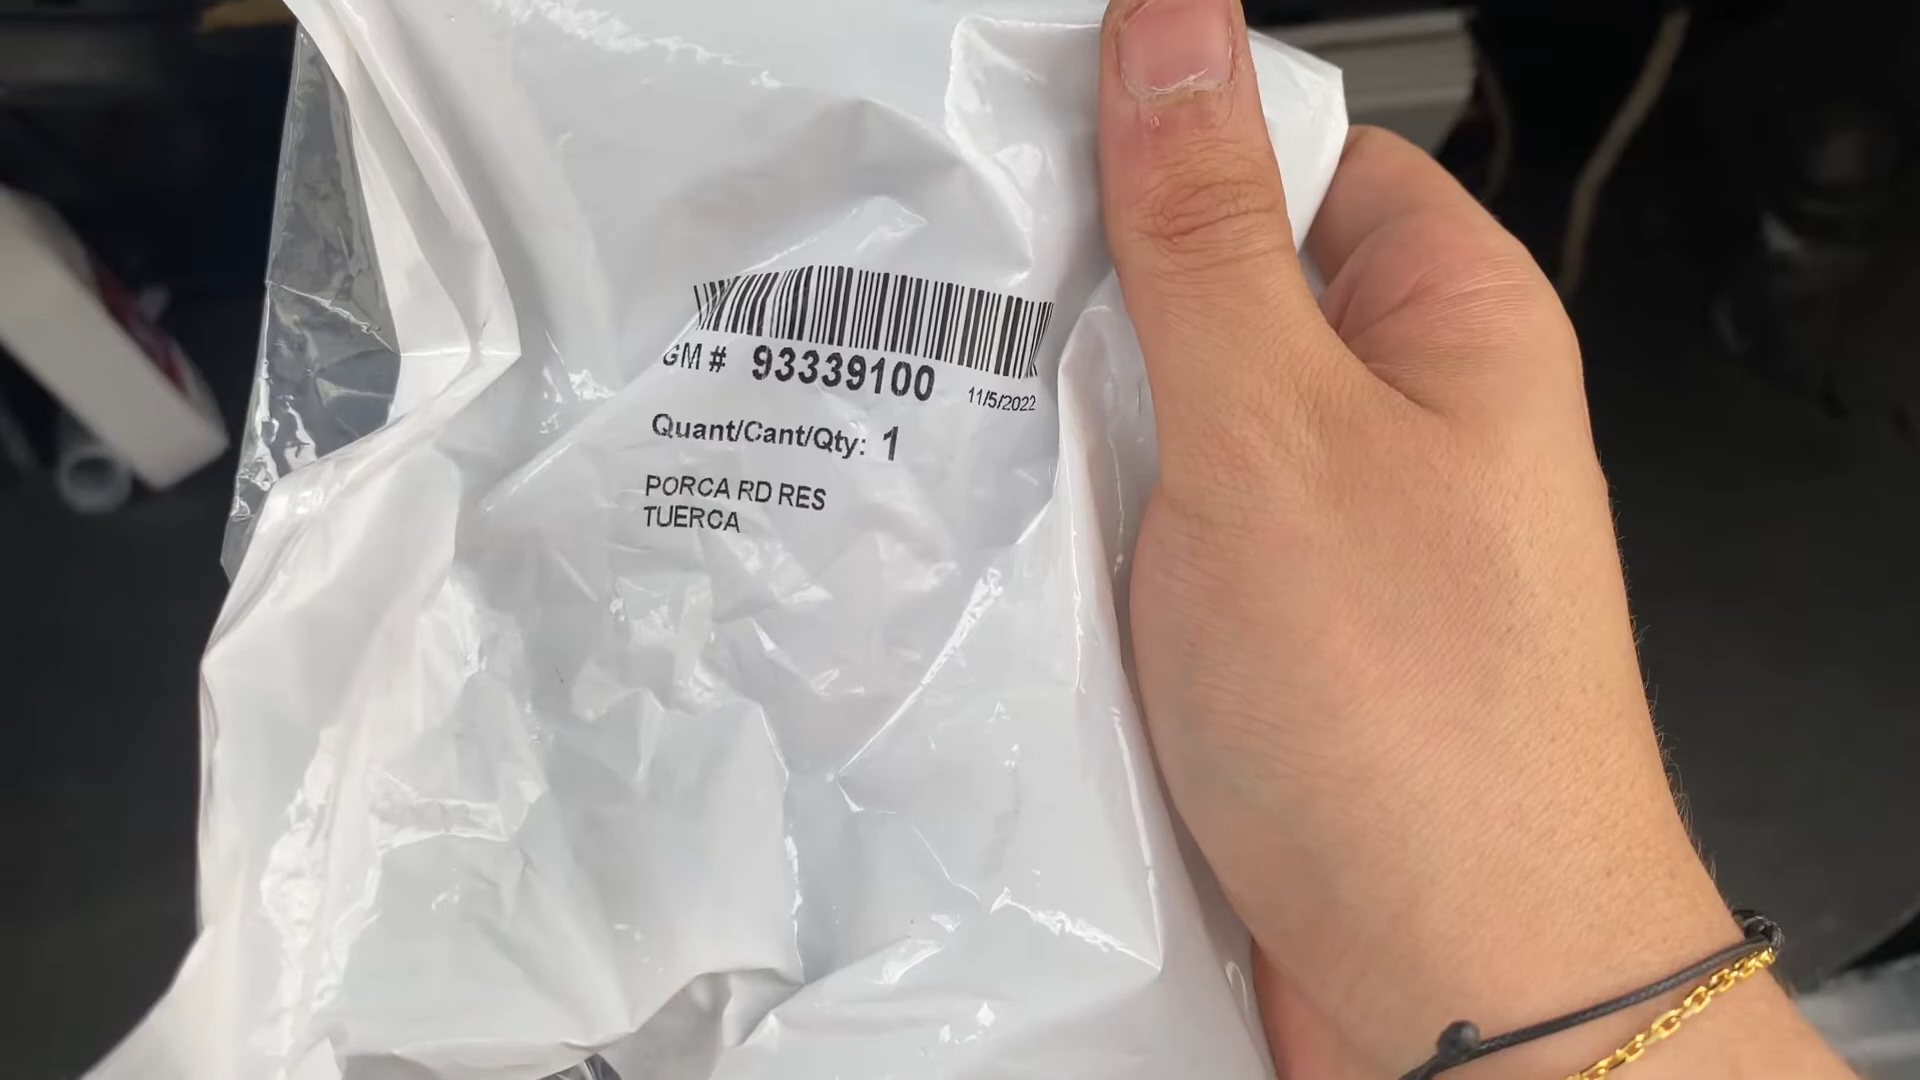 GM # 93339100 11/5/2022
Quant/Cant/Qty: 1
PORCA RD RES
TUERCA